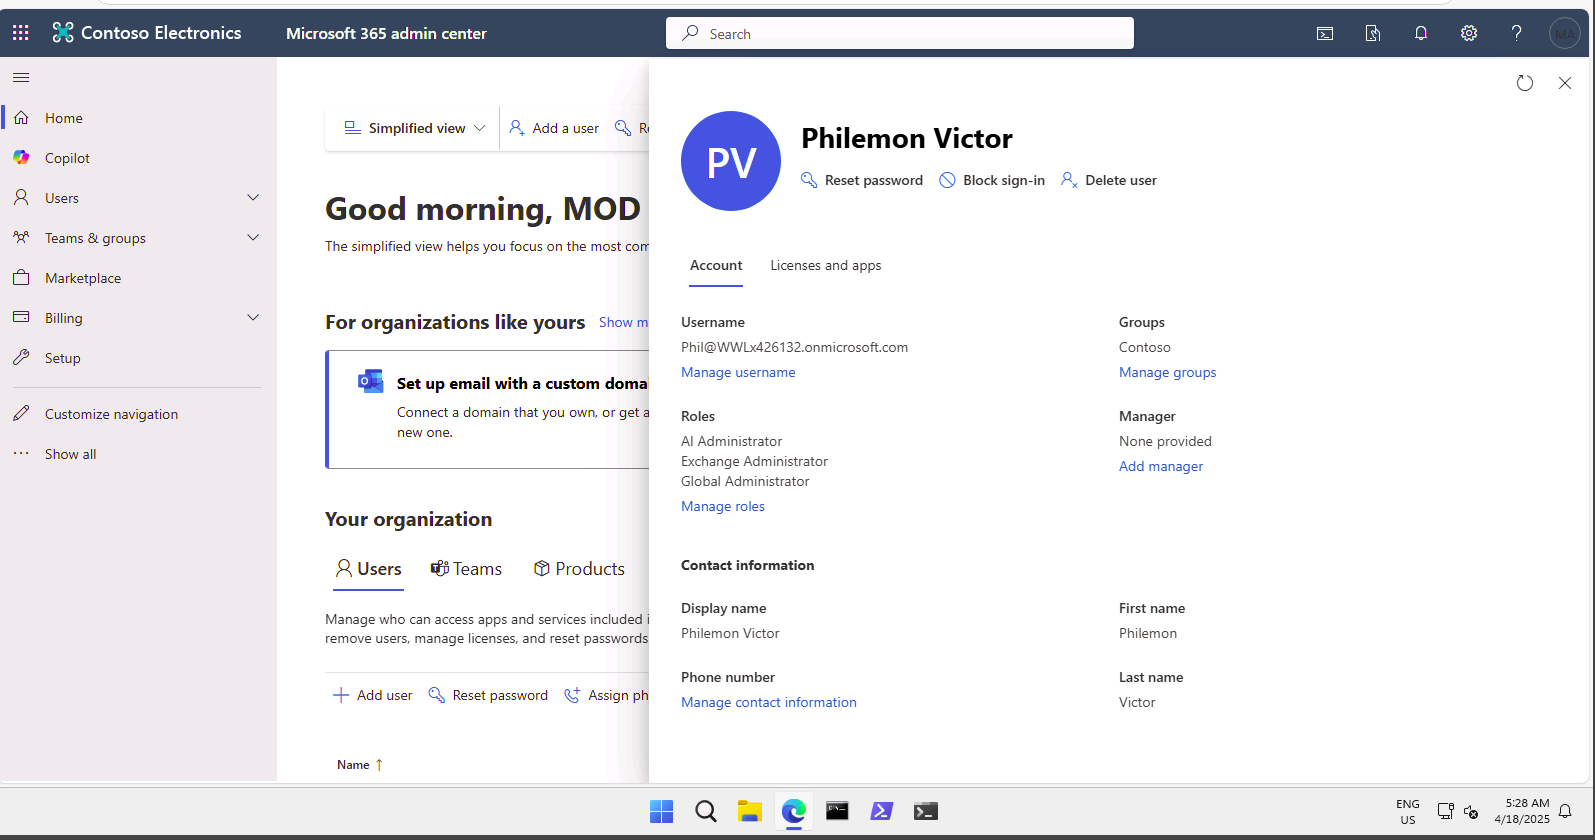 Contoso Electronics
Microsoft 365 admin center
Search
MA
Home
Copilot
Users
Teams & groups
Marketplace
Billing
Setup
Customize navigation
Show all
Simplified view
Add a user
Good morning, MOD
The simplified view helps you focus on the most com
For organizations like yours Show m
Set up email with a custom domai
Connect a domain that you own, or get a
new one.
Your organization
Users
Teams
Products
Manage who can access apps and services included i
remove users, manage licenses, and reset passwords
Add user
Reset password
Assign ph
Name ↑
PV
Philemon Victor
Reset password
Block sign-in
Delete user
Account
Licenses and apps
Username
Phil@WWLx426132.onmicrosoft.com
Manage username
Groups
Contoso
Manage groups
Roles
AI Administrator
Exchange Administrator
Global Administrator
Manage roles
Manager
None provided
Add manager
Contact information
Display name
Philemon Victor
First name
Philemon
Phone number
Manage contact information
Last name
Victor
ENG
US
5:28 AM
4/18/2025